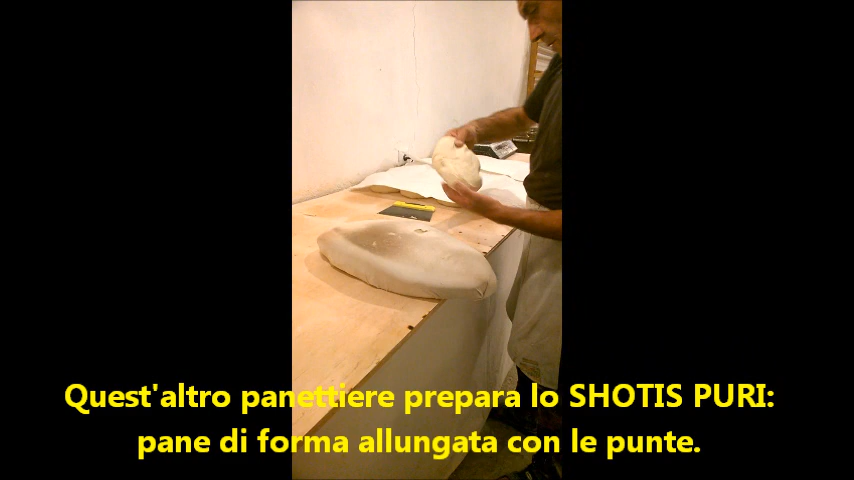 Quest'altro panettiere prepara lo SHOTIS PURI:
pane di forma allungata con le punte.